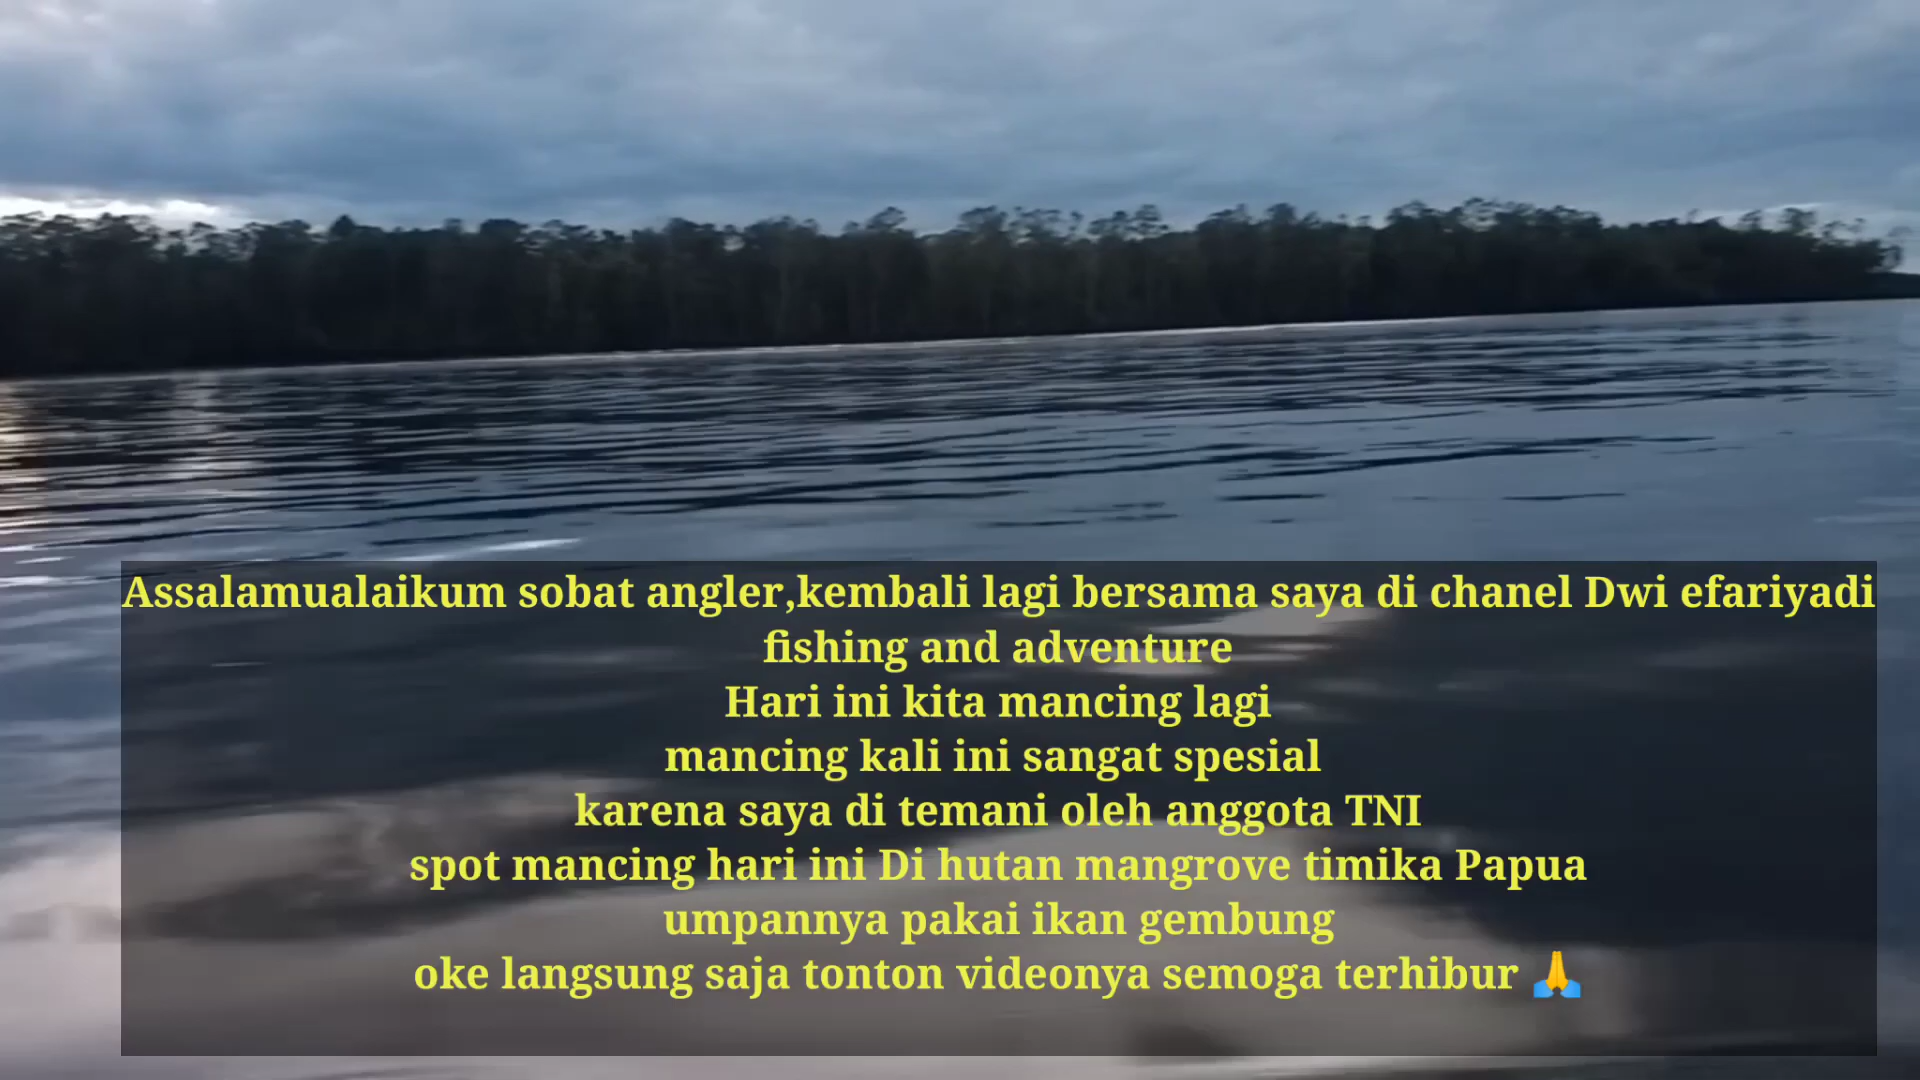 Assalamualaikum sobat angler,kembali lagi bersama saya di chanel Dwi efariyadi
fishing and adventure
Hari ini kita mancing lagi
mancing kali ini sangat spesial
karena saya di temani oleh anggota TNI
spot mancing hari ini Di hutan mangrove timika Papua
umpannya pakai ikan gembung
oke langsung saja tonton videonya semoga terhibur 🙏